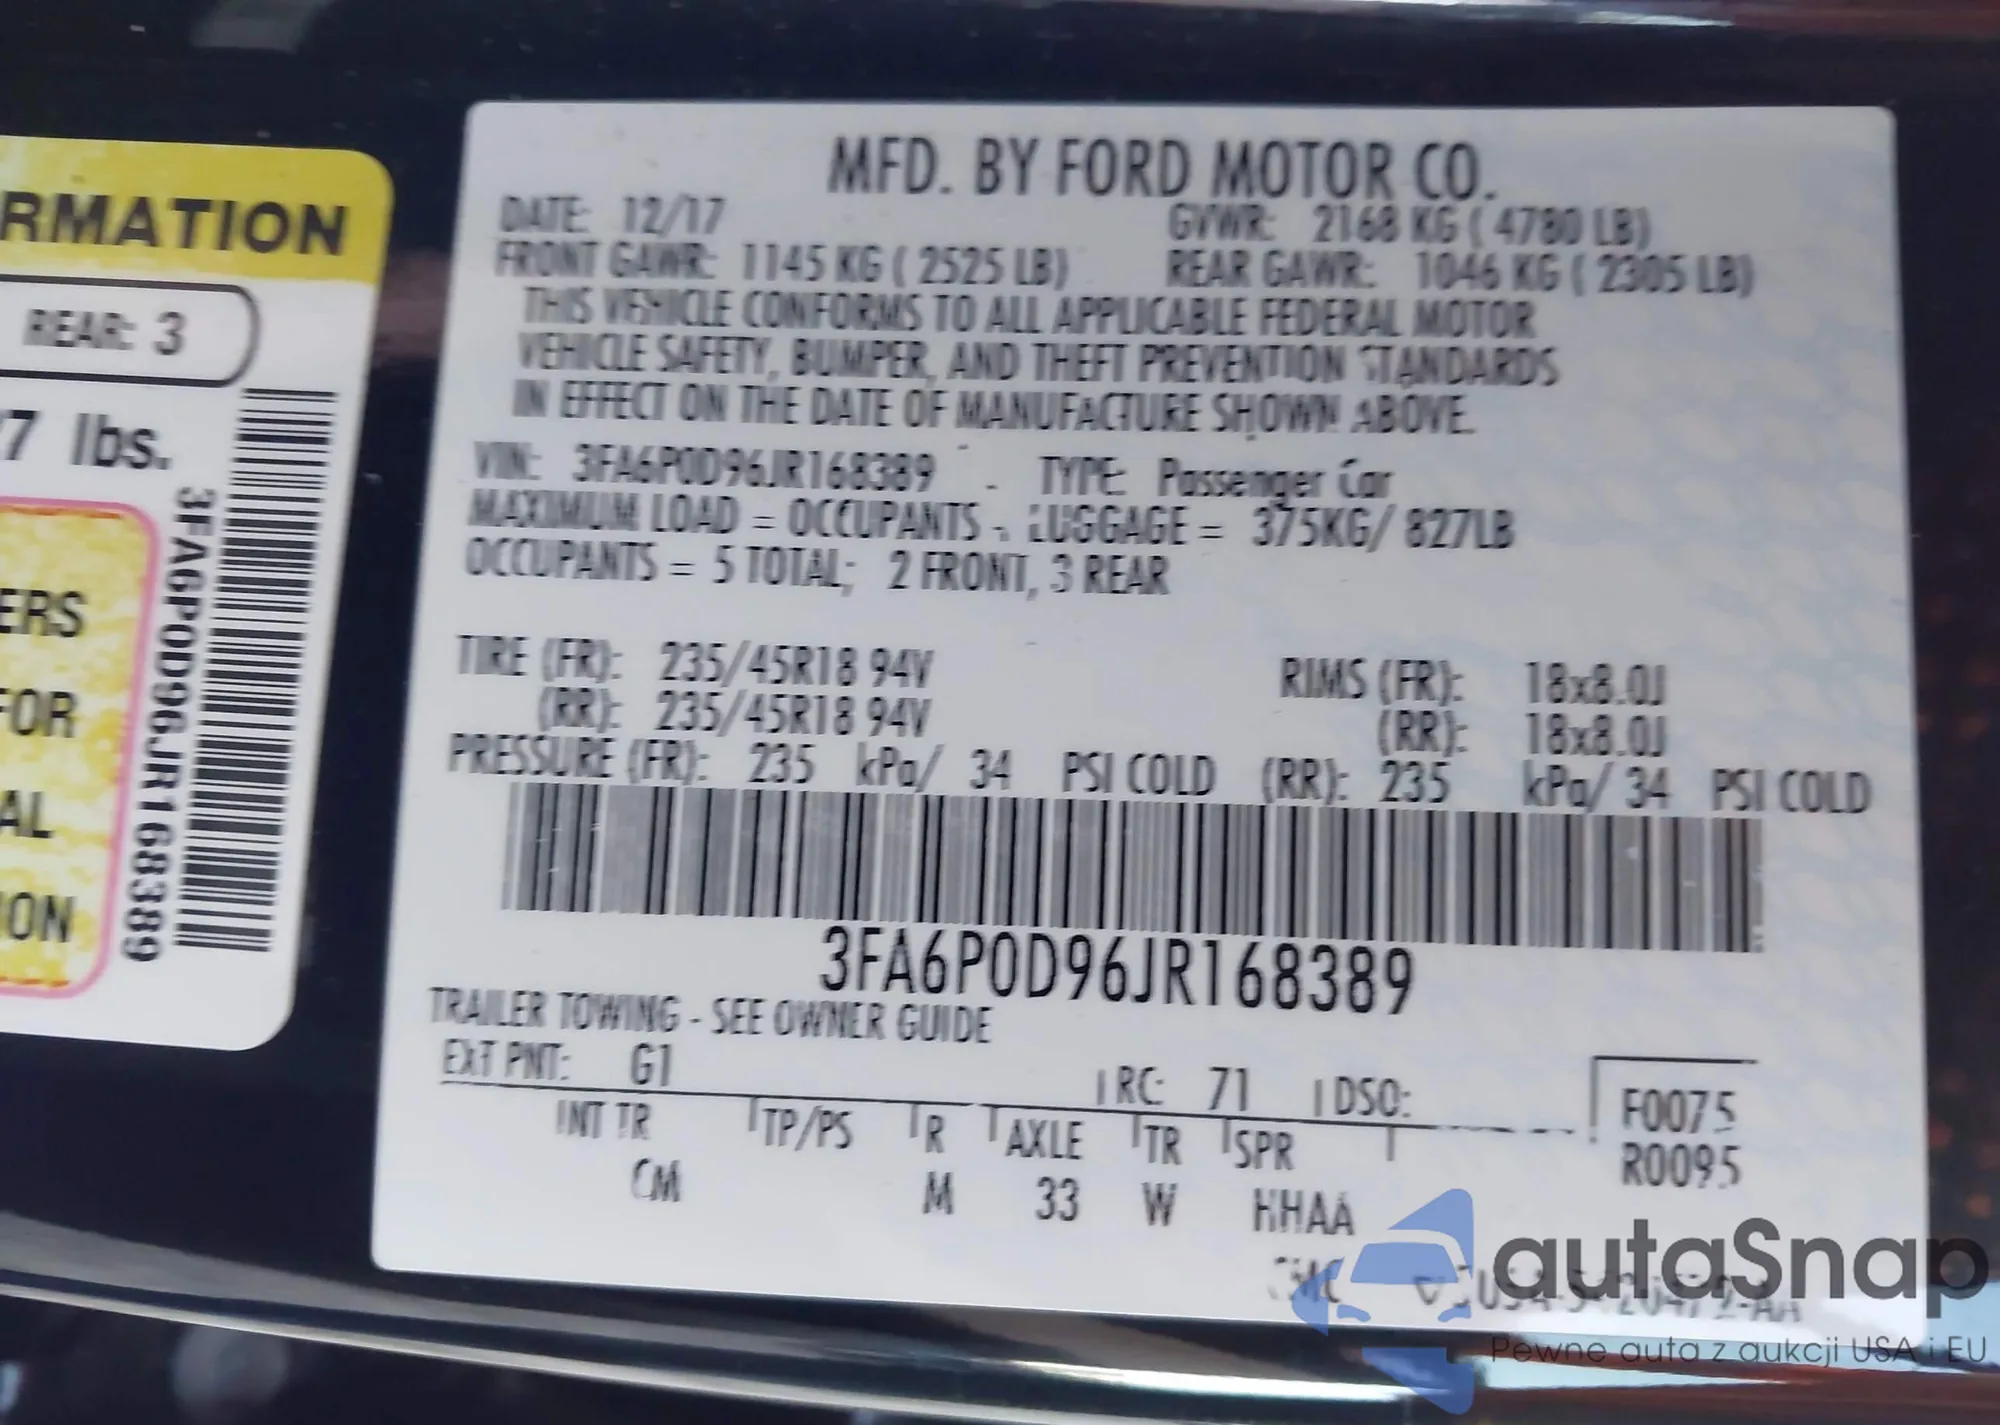 RMATION
REAR: 3
7 lbs.
ERS
FOR
AL
ION
3FA6P0D96JR168389
MFD. BY FORD MOTOR CO.
DATE: 12/17 GVWR: 2168 KG ( 4780 LB)
FRONT GAWR: 1145 KG ( 2525 LB) REAR GAWR: 1046 KG ( 2305 LB)
THIS VEHICLE CONFORMS TO ALL APPLICABLE FEDERAL MOTOR
VEHICLE SAFETY, BUMPER, AND THEFT PREVENTION STANDARDS
IN EFFECT ON THE DATE OF MANUFACTURE SHOWN ABOVE.
VIN: 3FA6P0D96JR168389 - TYPE: Passenger Car
MAXIMUM LOAD = OCCUPANTS - LUGGAGE = 375KG/ 827LB
OCCUPANTS = 5 TOTAL; 2 FRONT, 3 REAR
TIRE (FR): 235/45R18 94V RIMS (FR): 18x8.0J
(RR): 235/45R18 94V (RR): 18x8.0J
PRESSURE (FR): 235 kPa/ 34 PSI COLD (RR): 235 kPa/ 34 PSI COLD
3FA6P0D96JR168389
TRAILER TOWING - SEE OWNER GUIDE
EXT PNT: G1 RC: 71 DSO: F0075
R0095
INT TR TP/PS R AXLE TR SPR
CM M 33 W HHAA
autaSnap
Pewne auta z aukcji USA i EU